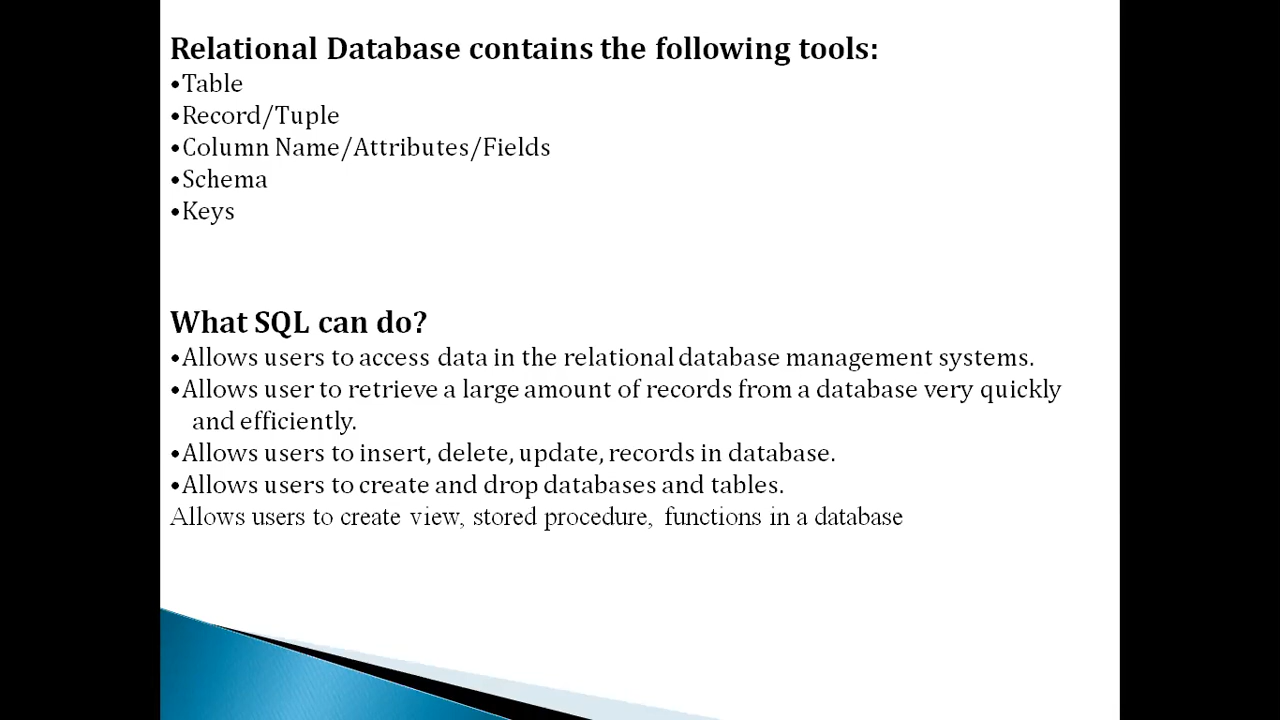 Relational Database contains the following tools:
•Table
•Record/Tuple
•Column Name/Attributes/Fields
•Schema
•Keys
What SQL can do?
•Allows users to access data in the relational database management systems.
•Allows user to retrieve a large amount of records from a database very quickly
and efficiently.
•Allows users to insert, delete, update, records in database.
•Allows users to create and drop databases and tables.
Allows users to create view, stored procedure, functions in a database